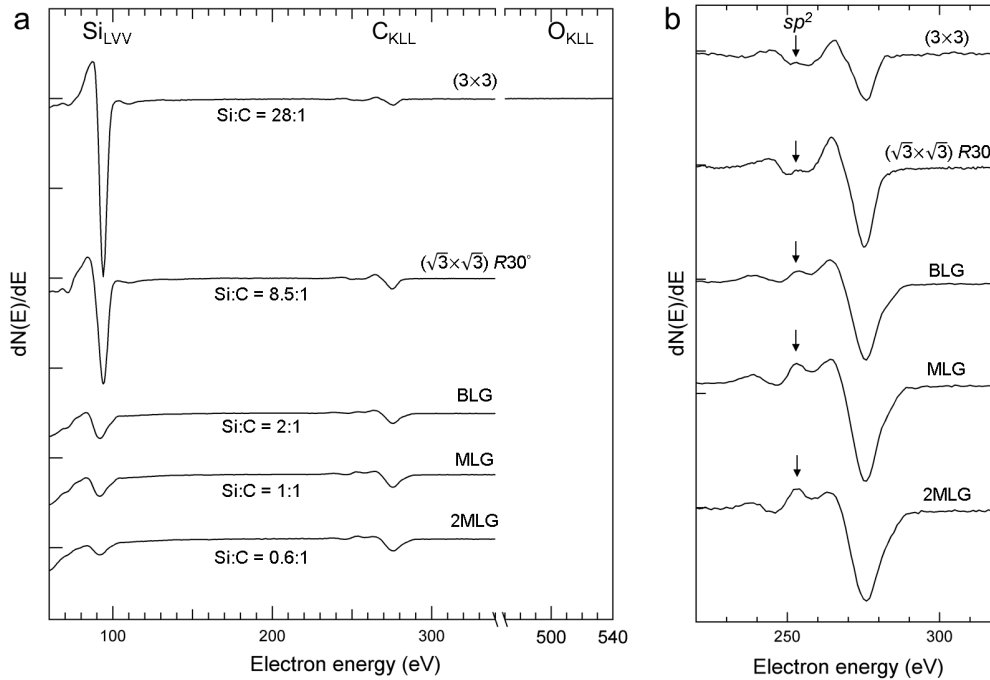 a
Si_LVV
C_KLL
O_KLL
(3×3)
Si:C = 28:1
(√3×√3) R30°
Si:C = 8.5:1
BLG
Si:C = 2:1
MLG
Si:C = 1:1
2MLG
Si:C = 0.6:1
dN(E)/dE
100
200
300
500
540
Electron energy (eV)
b
sp²
(3×3)
(√3×√3) R30
BLG
MLG
2MLG
dN(E)/dE
250
300
Electron energy (eV)